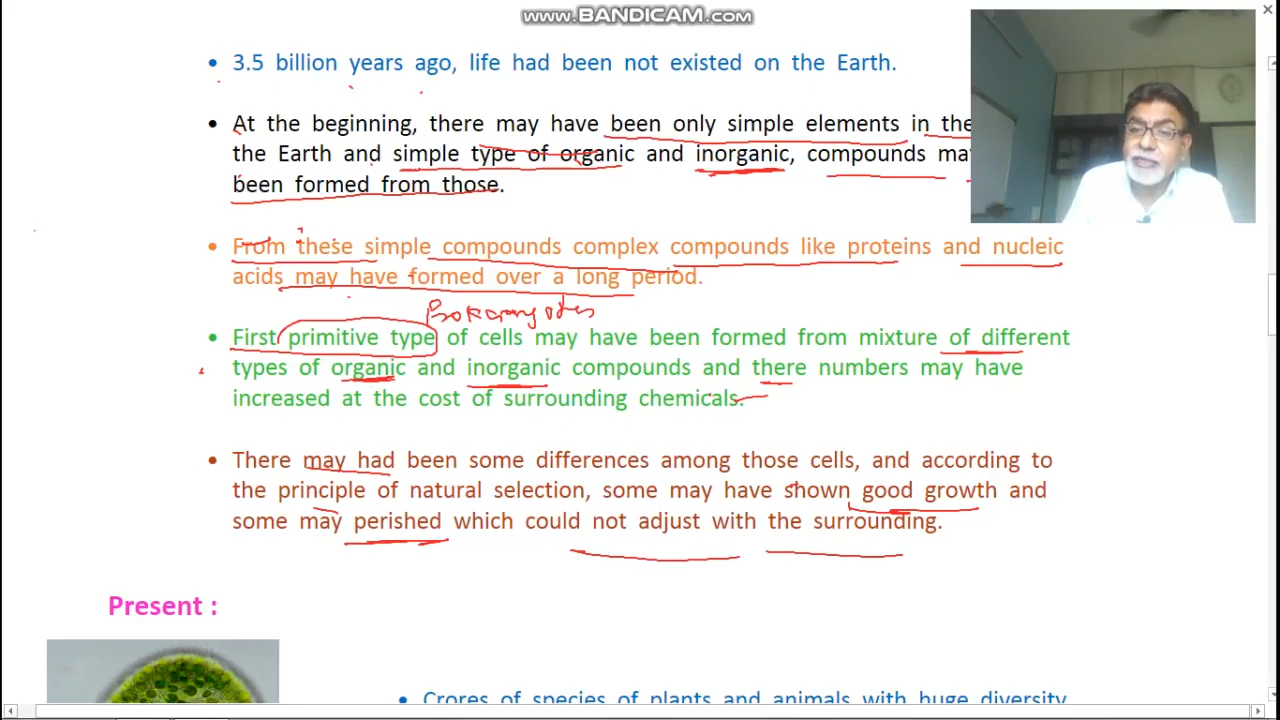 www.BANDICAM.com
• 3.5 billion years ago, life had been not existed on the Earth.
• At the beginning, there may have been only simple elements in the
the Earth and simple type of organic and inorganic, compounds may
been formed from those.
• From these simple compounds complex compounds like proteins and nucleic
acids may have formed over a long period.
Prokaryotes
• First primitive type of cells may have been formed from mixture of different
types of organic and inorganic compounds and there numbers may have
increased at the cost of surrounding chemicals.
• There may had been some differences among those cells, and according to
the principle of natural selection, some may have shown good growth and
some may perished which could not adjust with the surrounding.
Present :
• Crores of species of plants and animals with huge diversity